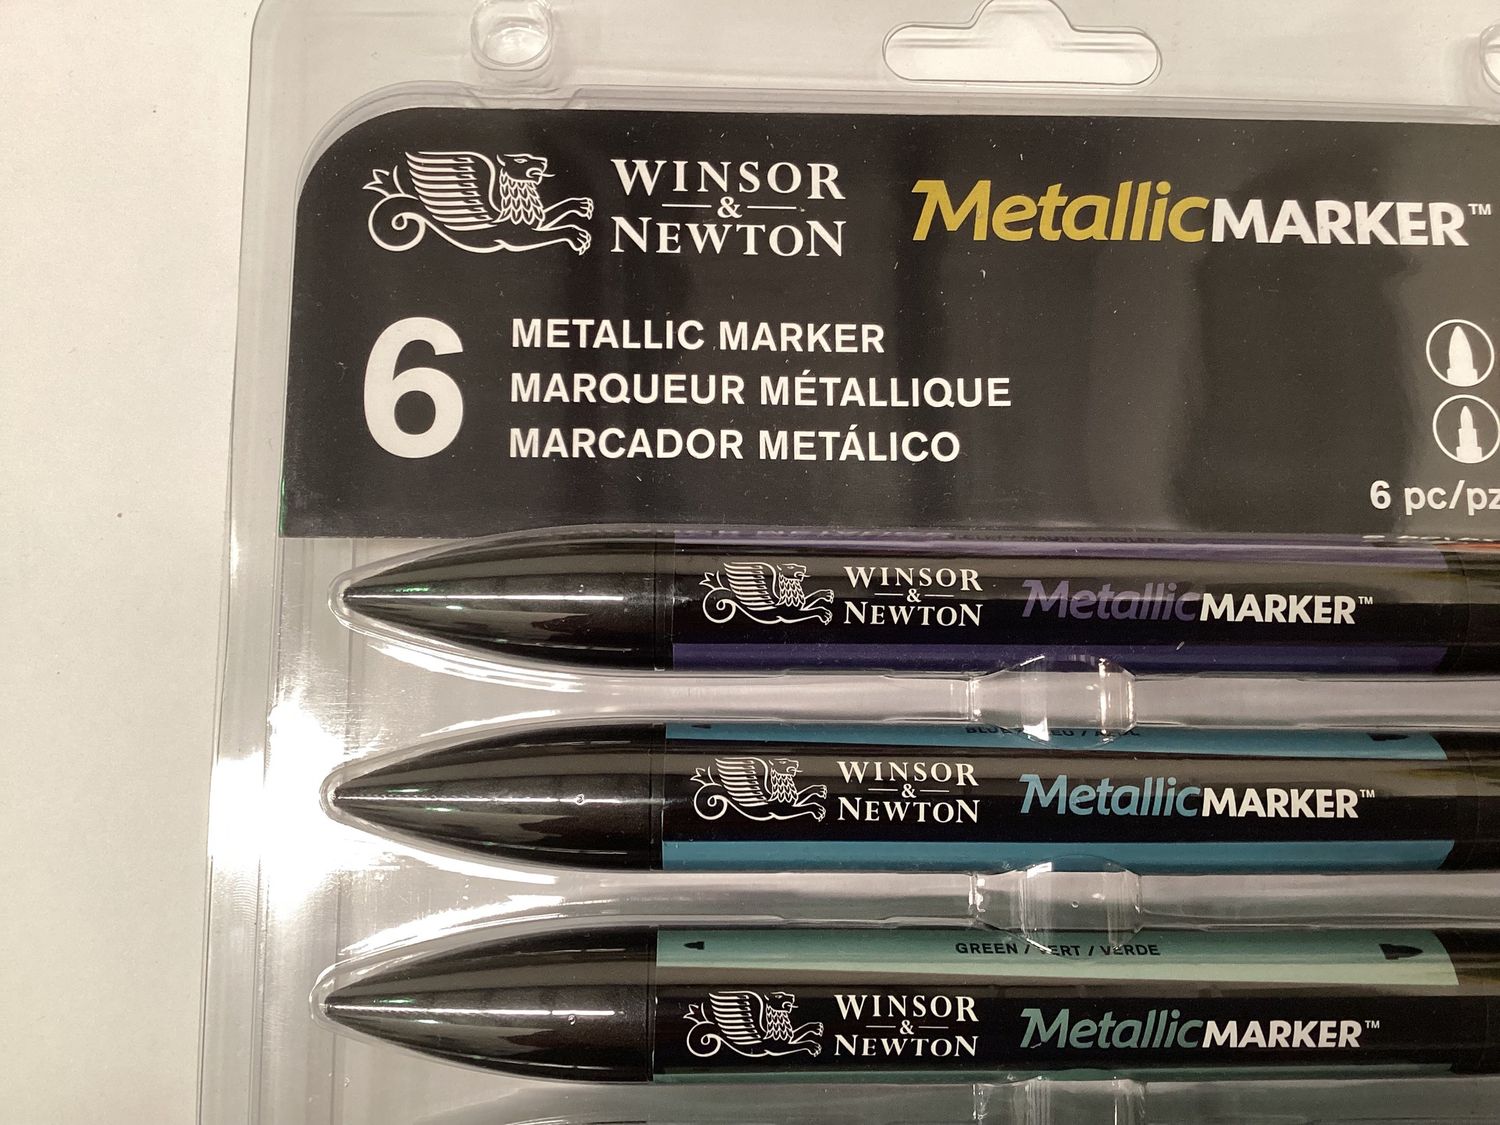 WINSOR
&
NEWTON
MetallicMARKER™
6
METALLIC MARKER
MARQUEUR MÉTALLIQUE
MARCADOR METÁLICO
6 pc/pz
WINSOR
&
NEWTON
MetallicMARKER™
WINSOR
&
NEWTON
MetallicMARKER™
GREEN / VERT / VERDE
WINSOR
&
NEWTON
MetallicMARKER™